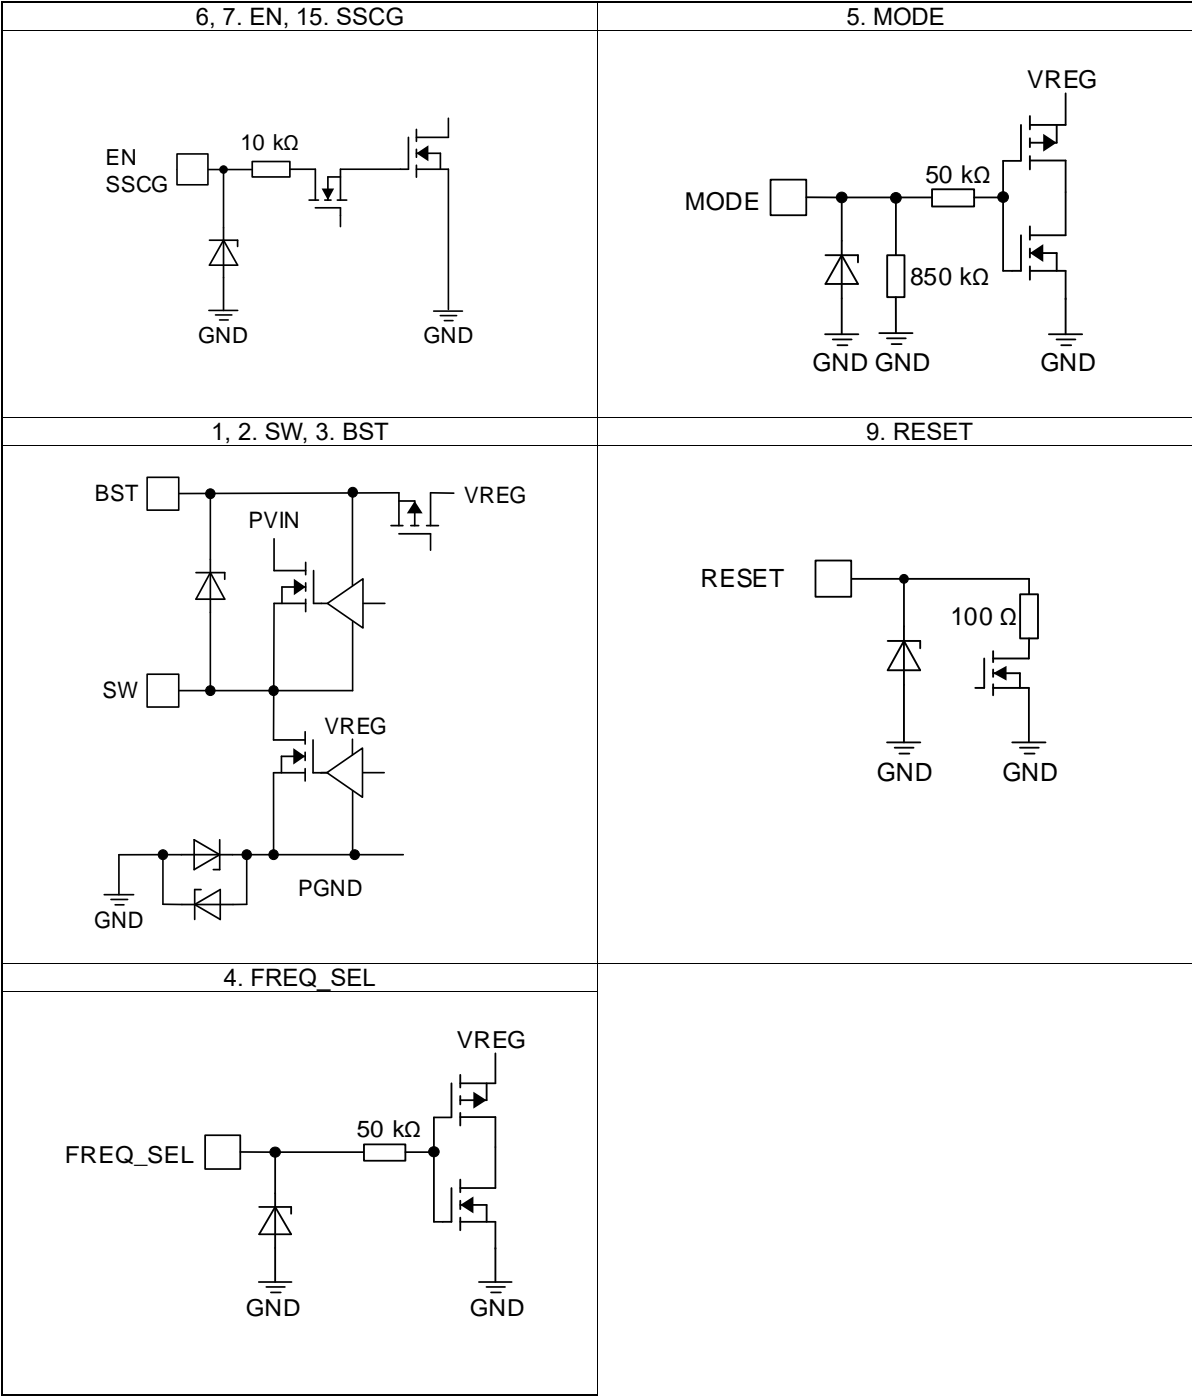 6, 7. EN, 15. SSCG
5. MODE
EN
SSCG
10 kΩ
GND
GND
VREG
MODE
50 kΩ
850 kΩ
GND
GND
GND
1, 2. SW, 3. BST
9. RESET
BST
VREG
PVIN
SW
VREG
PGND
GND
RESET
100 Ω
GND
GND
4. FREQ_SEL
VREG
FREQ_SEL
50 kΩ
GND
GND